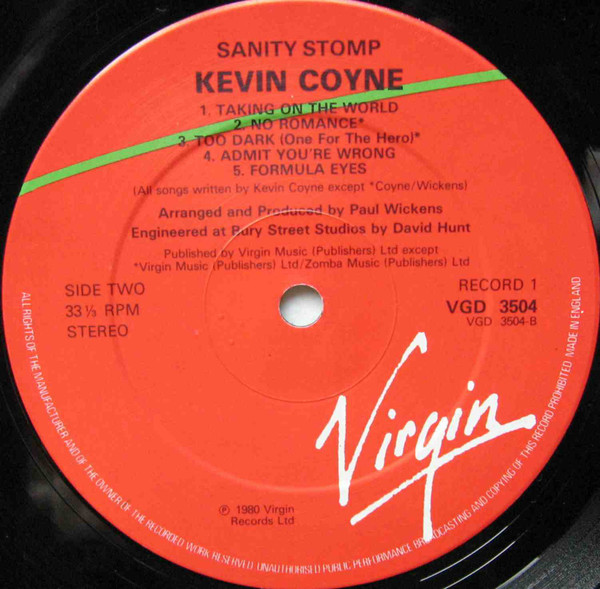 SANITY STOMP
KEVIN COYNE
1. TAKING ON THE WORLD
2. NO ROMANCE*
3. TOO DARK (One For The Hero)*
4. ADMIT YOU'RE WRONG
5. FORMULA EYES
(All songs written by Kevin Coyne except *Coyne/Wickens)
Arranged and Produced by Paul Wickens
Engineered at Rury Street Studios by David Hunt
Published by Virgin Music (Publishers) Ltd except
*Virgin Music (Publishers) Ltd/Zomba Music (Publishers) Ltd
SIDE TWO
33⅓ RPM
STEREO
RECORD 1
VGD 3504
VGD 3504-B
Virgin
℗ 1980 Virgin
Records Ltd
ALL RIGHTS OF THE MANUFACTURER AND OF THE OWNER OF THE RECORDED WORK RESERVED. UNAUTHORISED PUBLIC PERFORMANCE BROADCASTING AND COPYING OF THIS RECORD PROHIBITED. MADE IN ENGLAND